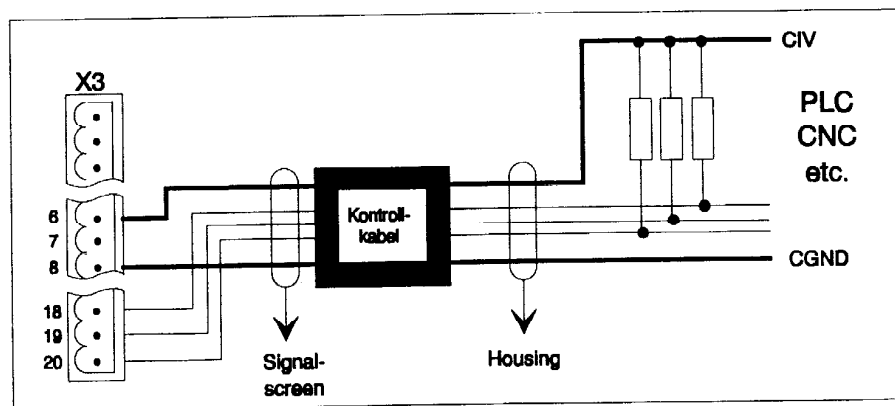 X3
6
7
8
18
19
20
Kontroll-
kabel
Signal-
screen
Housing
CIV
PLC
CNC
etc.
CGND